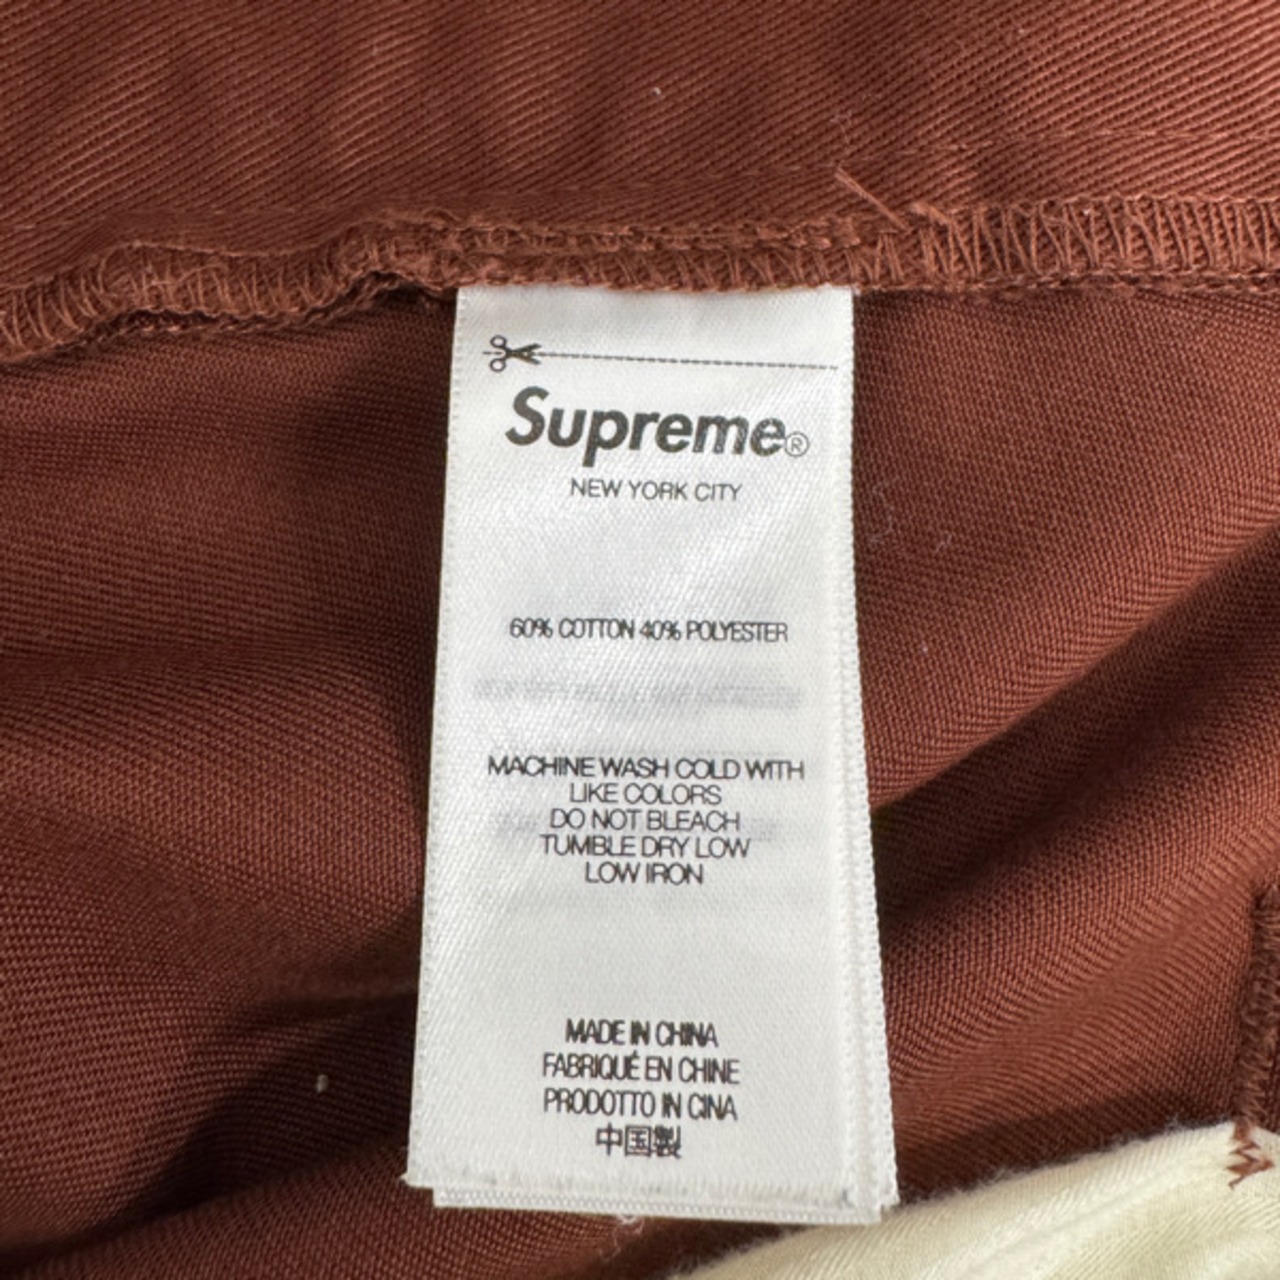 Supreme®
NEW YORK CITY
60% COTTON 40% POLYESTER
MACHINE WASH COLD WITH
LIKE COLORS
DO NOT BLEACH
TUMBLE DRY LOW
LOW IRON
MADE IN CHINA
FABRIQUÉ EN CHINE
PRODOTTO IN CINA
中国製